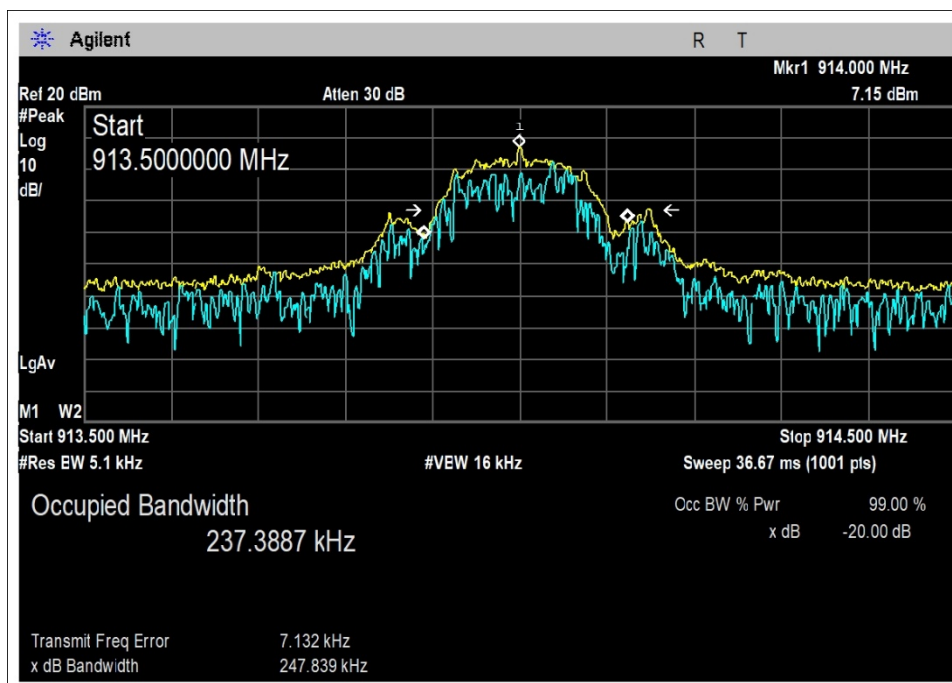 Agilent R T
Mkr1 914.000 MHz
Ref 20 dBm Atten 30 dB 7.15 dBm
#Peak
Log
10
dB/
Start
913.5000000 MHz
1
LgAv
M1 W2
Start 913.500 MHz Stop 914.500 MHz
#Res BW 5.1 kHz #VBW 16 kHz Sweep 36.67 ms (1001 pts)
Occupied Bandwidth Occ BW % Pwr 99.00 %
237.3887 kHz x dB -20.00 dB
Transmit Freq Error 7.132 kHz
x dB Bandwidth 247.839 kHz